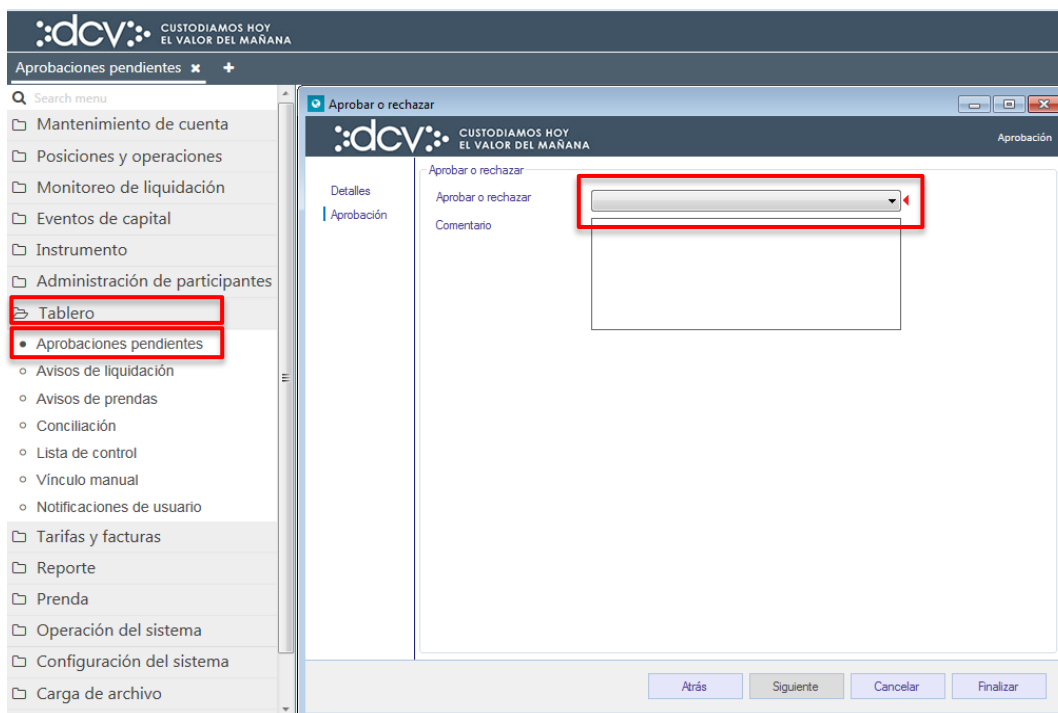 dcv CUSTODIAMOS HOY
EL VALOR DEL MAÑANA
Aprobaciones pendientes
Search menu
Mantenimiento de cuenta
Posiciones y operaciones
Monitoreo de liquidación
Eventos de capital
Instrumento
Administración de participantes
Tablero
Aprobaciones pendientes
Avisos de liquidación
Avisos de prendas
Conciliación
Lista de control
Vínculo manual
Notificaciones de usuario
Tarifas y facturas
Reporte
Prenda
Operación del sistema
Configuración del sistema
Carga de archivo
Aprobar o rechazar
dcv CUSTODIAMOS HOY
EL VALOR DEL MAÑANA
Aprobación
Detalles
Aprobación
Aprobar o rechazar
Aprobar o rechazar
Comentario
Atrás Siguiente Cancelar Finalizar